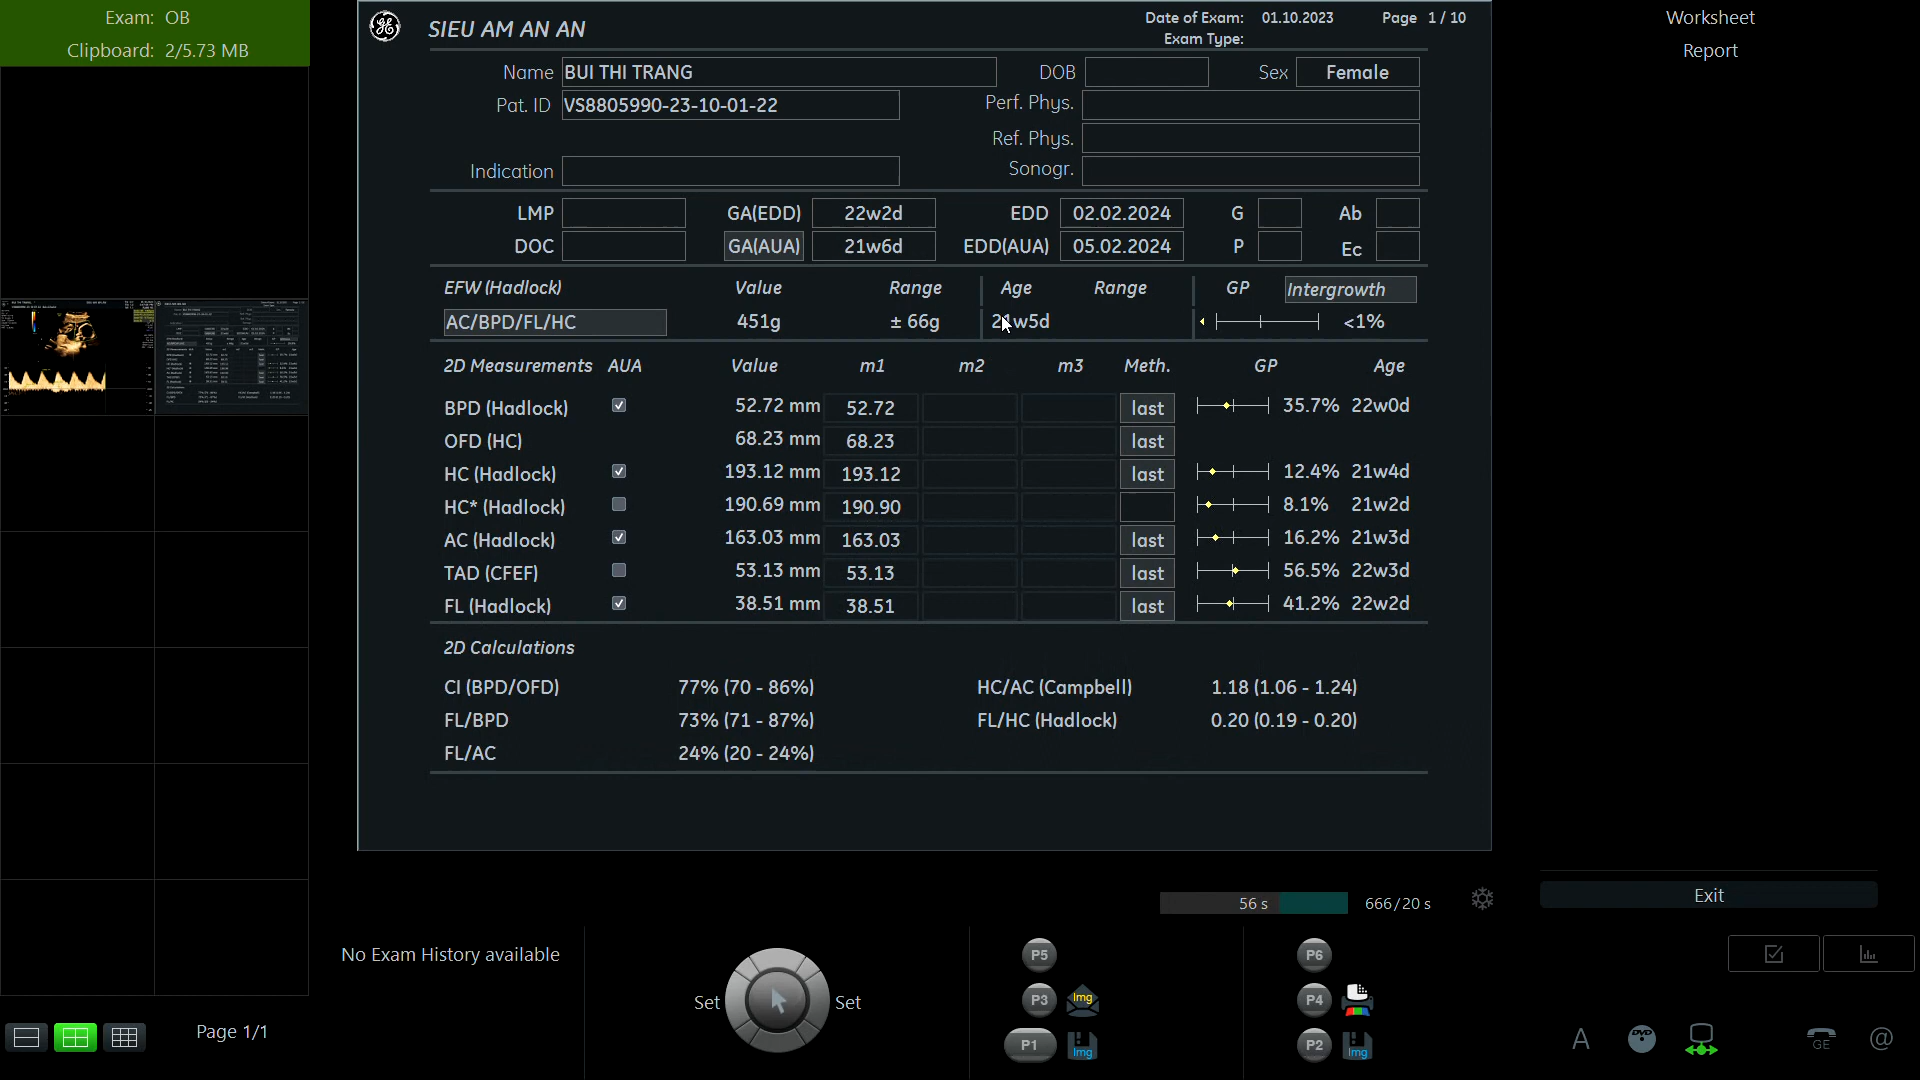 Exam: OB
Clipboard: 2/5.73 MB
SIEU AM AN AN
Date of Exam: 01.10.2023 Page 1 / 10
Exam Type:
Name BUI THI TRANG DOB Sex Female
Pat. ID VS8805990-23-10-01-22 Perf. Phys.
Ref. Phys.
Indication Sonogr.
LMP GA(EDD) 22w2d EDD 02.02.2024 G Ab
DOC GA(AUA) 21w6d EDD(AUA) 05.02.2024 P Ec
EFW (Hadlock) Value Range Age Range GP Intergrowth
AC/BPD/FL/HC 451g ± 66g 21w5d <1%
2D Measurements AUA Value m1 m2 m3 Meth. GP Age
BPD (Hadlock) 52.72 mm 52.72 last 35.7% 22w0d
OFD (HC) 68.23 mm 68.23 last
HC (Hadlock) 193.12 mm 193.12 last 12.4% 21w4d
HC* (Hadlock) 190.69 mm 190.90 8.1% 21w2d
AC (Hadlock) 163.03 mm 163.03 last 16.2% 21w3d
TAD (CFEF) 53.13 mm 53.13 last 56.5% 22w3d
FL (Hadlock) 38.51 mm 38.51 last 41.2% 22w2d
2D Calculations
CI (BPD/OFD) 77% (70 - 86%) HC/AC (Campbell) 1.18 (1.06 - 1.24)
FL/BPD 73% (71 - 87%) FL/HC (Hadlock) 0.20 (0.19 - 0.20)
FL/AC 24% (20 - 24%)
Worksheet
Report
56 s 666/20 s
Exit
No Exam History available
Set Set
P5
P3 Img
P1 Img
P6
P4
P2 Img
Page 1/1
A DVD GE @